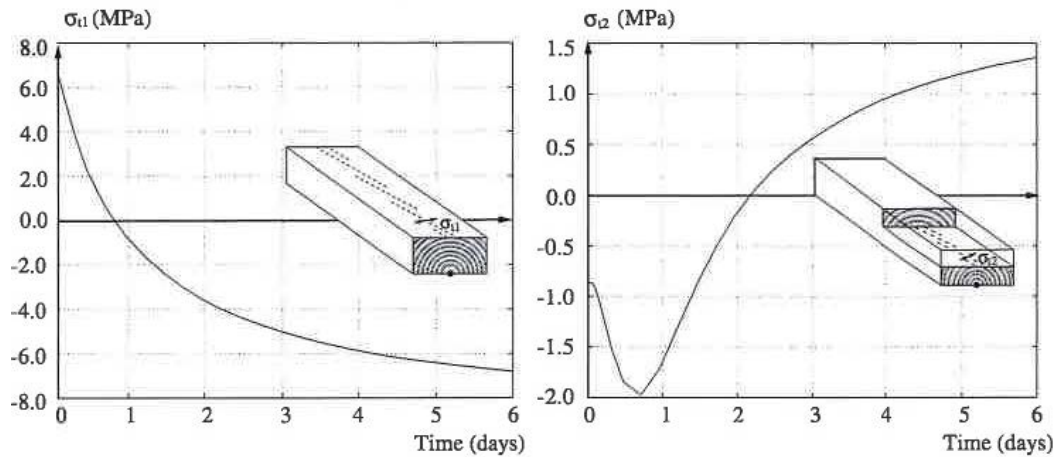 σt1 (MPa)
8.0
6.0
4.0
2.0
0.0
-2.0
-4.0
-6.0
-8.0
0 1 2 3 4 5 6
Time (days)
σt1
σt2 (MPa)
1.5
1.0
0.5
0.0
-0.5
-1.0
-1.5
-2.0
0 1 2 3 4 5 6
Time (days)
σt2